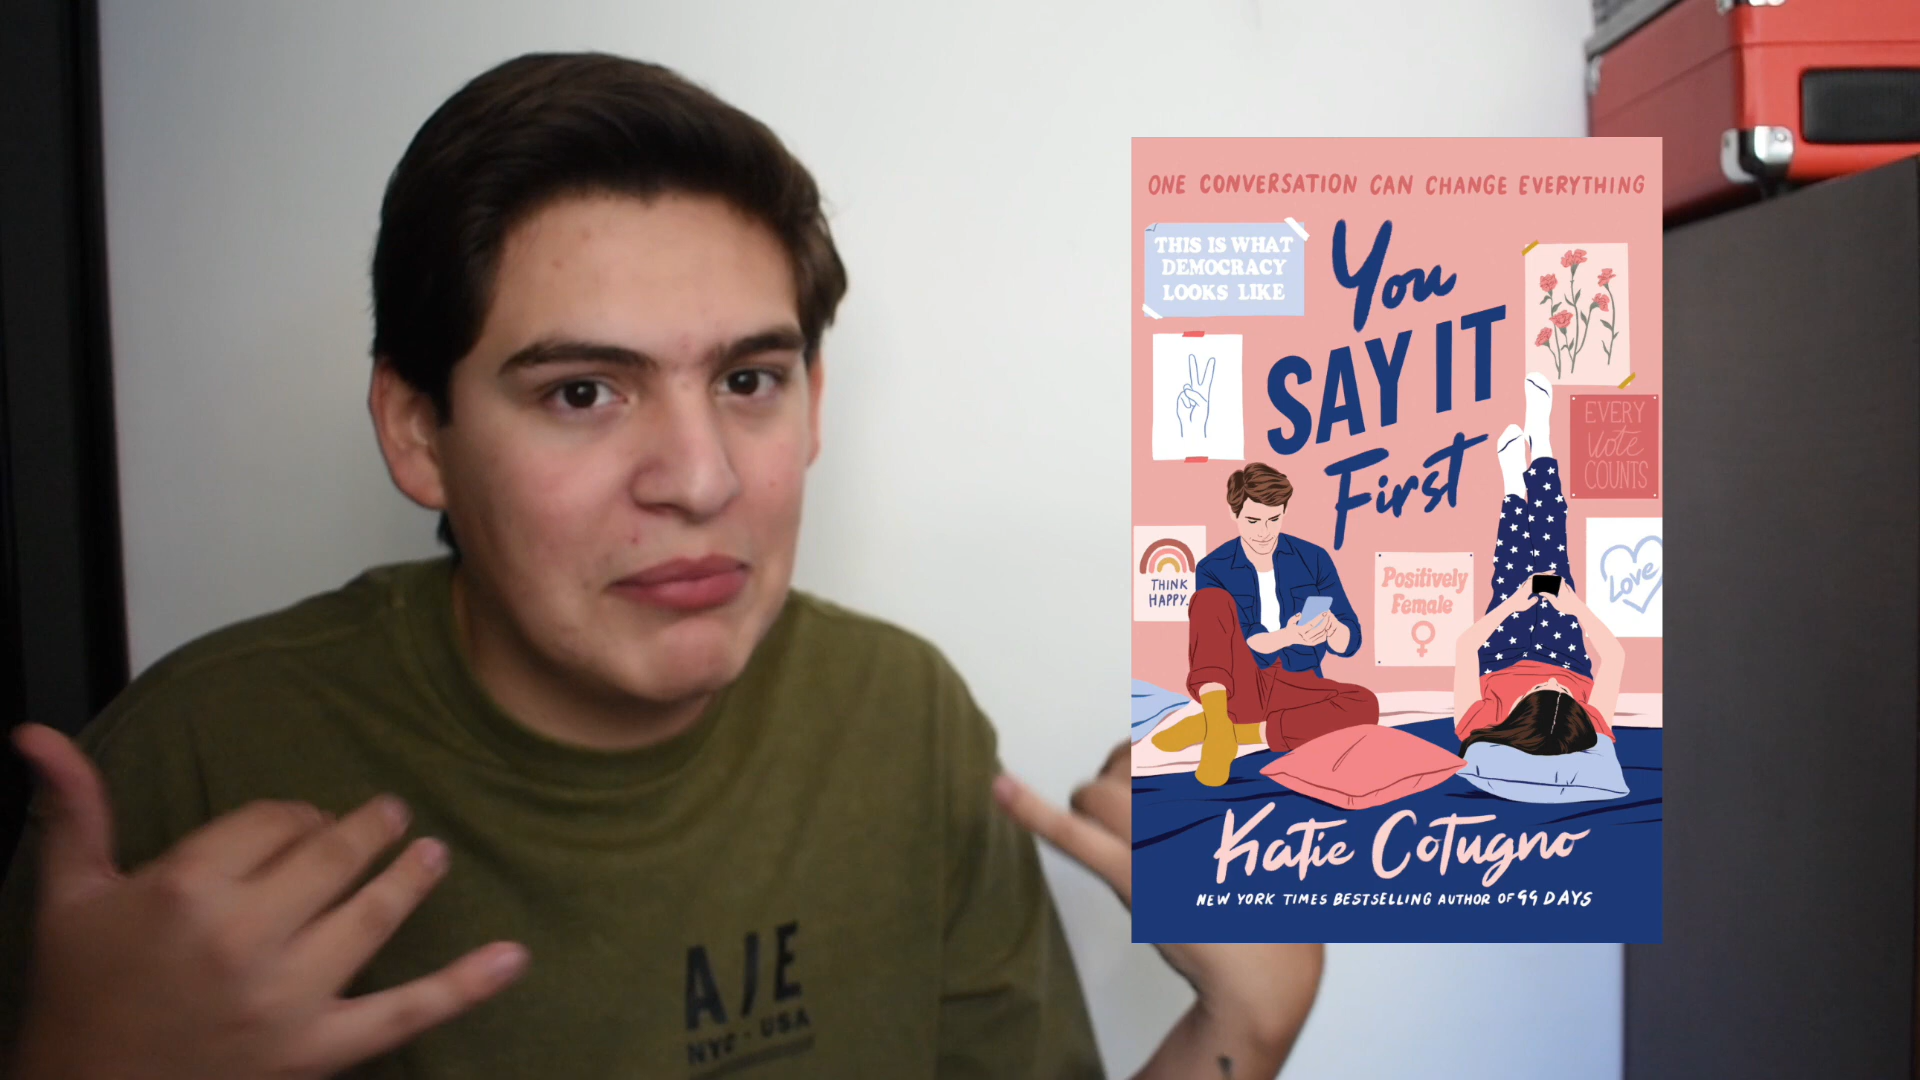 ONE CONVERSATION CAN CHANGE EVERYTHING
THIS IS WHAT
DEMOCRACY
LOOKS LIKE
You
SAY IT
First
EVERY
Vote
COUNTS
THINK
HAPPY.
Positively
Female
Love
Katie Cotugno
NEW YORK TIMES BESTSELLING AUTHOR OF 99 DAYS
A/E
NYC - USA